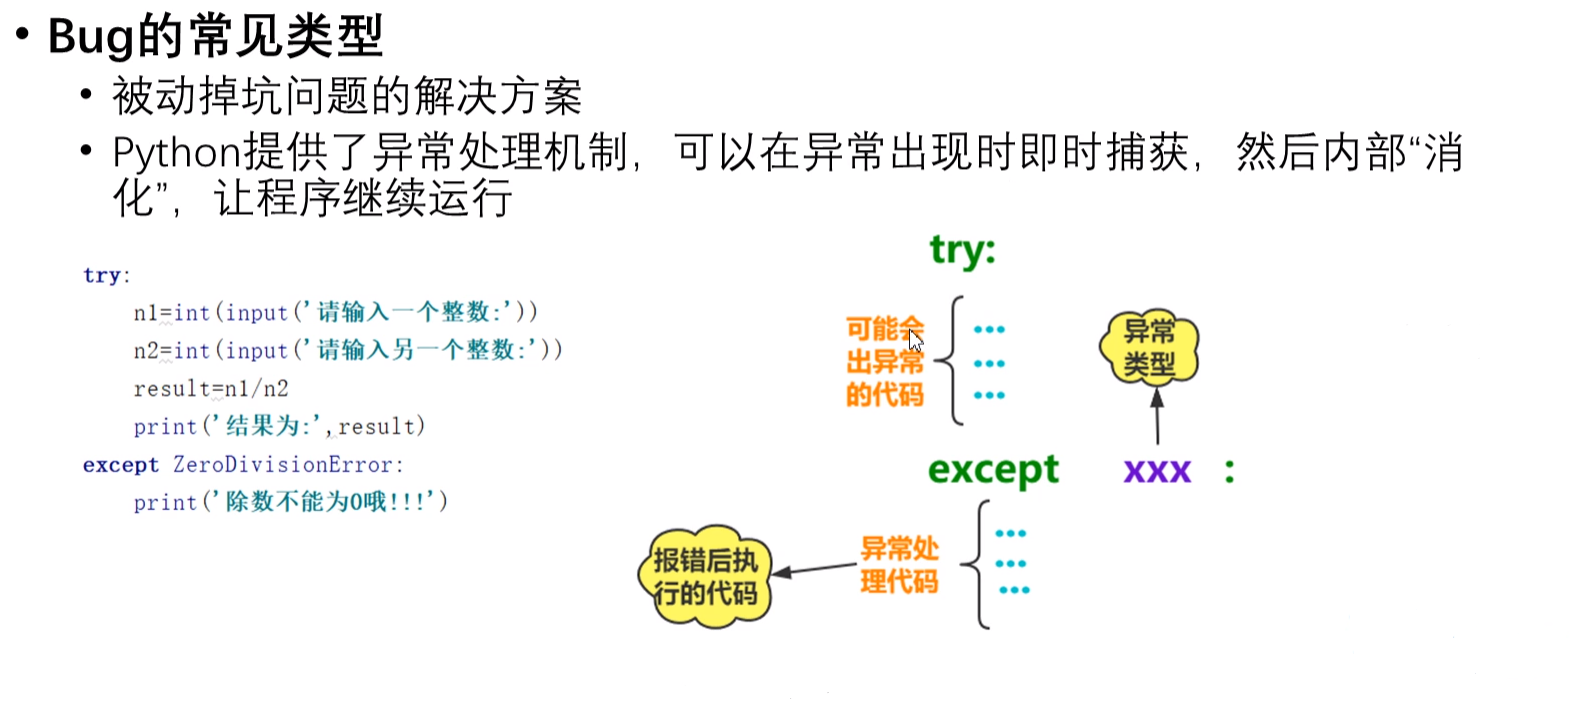 • Bug的常见类型
• 被动掉坑问题的解决方案
• Python提供了异常处理机制，可以在异常出现时即时捕获，然后内部“消
化”，让程序继续运行
try:
n1=int(input('请输入一个整数:'))
n2=int(input('请输入另一个整数:'))
result=n1/n2
print('结果为:',result)
except ZeroDivisionError:
print('除数不能为0哦!!!')
try:
可能会
出异常
的代码
...
...
...
异常
类型
except xxx :
报错后执
行的代码
异常处
理代码
...
...
...